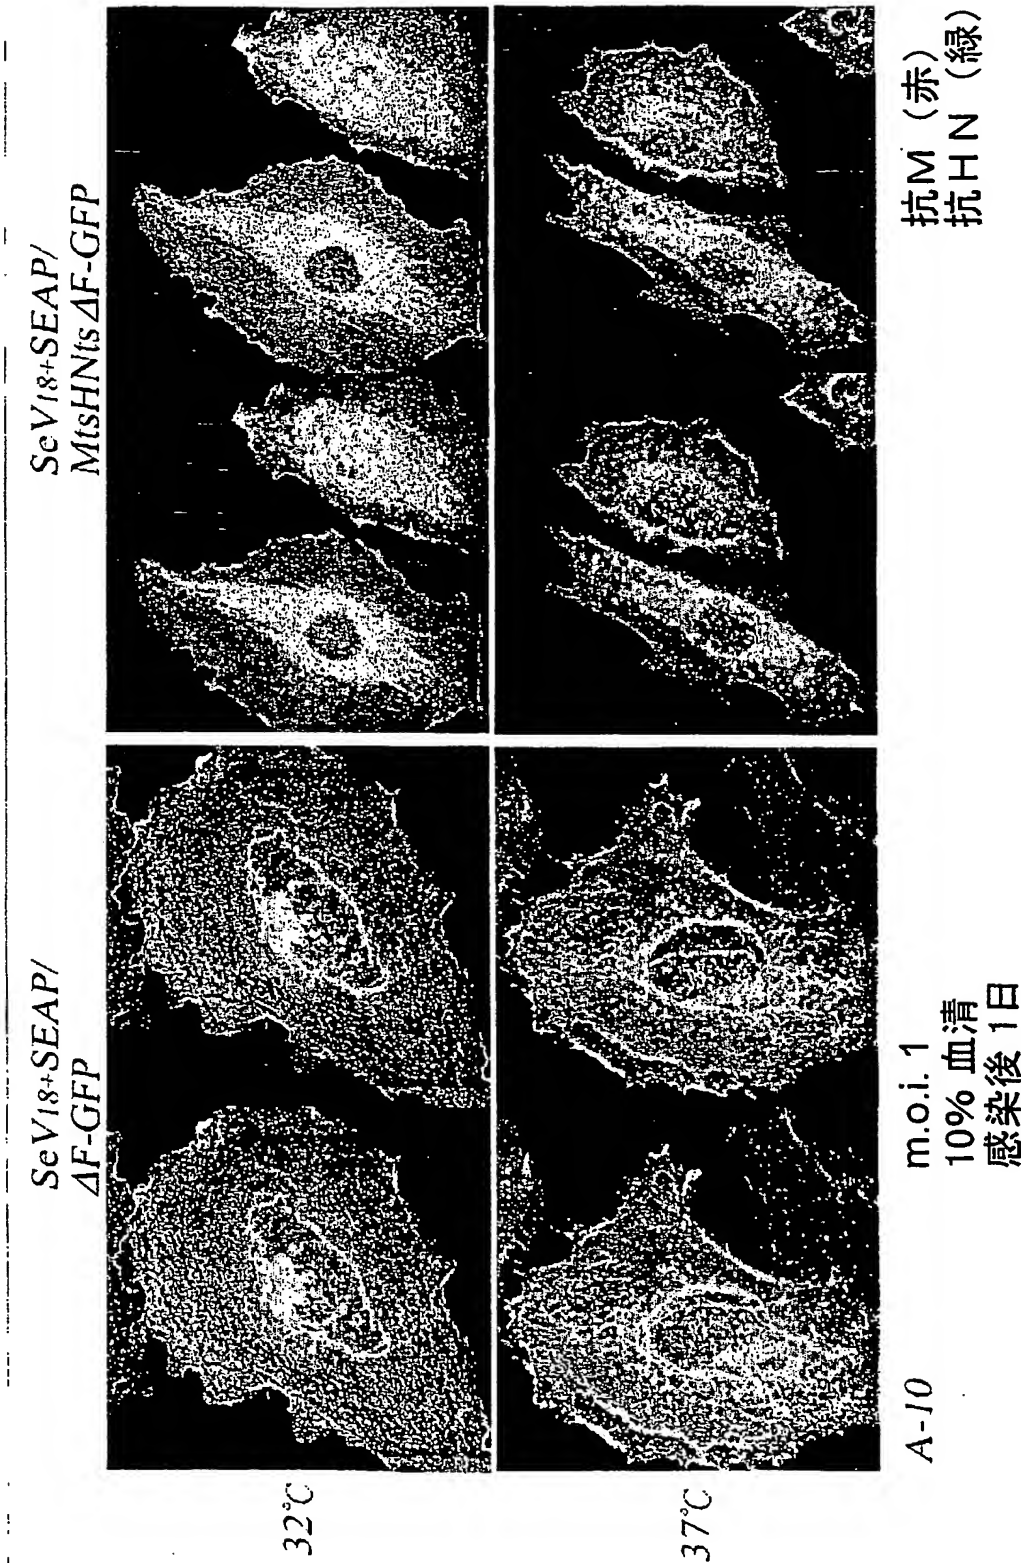 SeV18+SEAP/
ΔF-GFP
SeV18+SEAP/
MtsHNtsΔF-GFP
32℃
37℃
A-10
m.o.i. 1
10% 血清
感染後 1日
抗M (赤)
抗HN (緑)